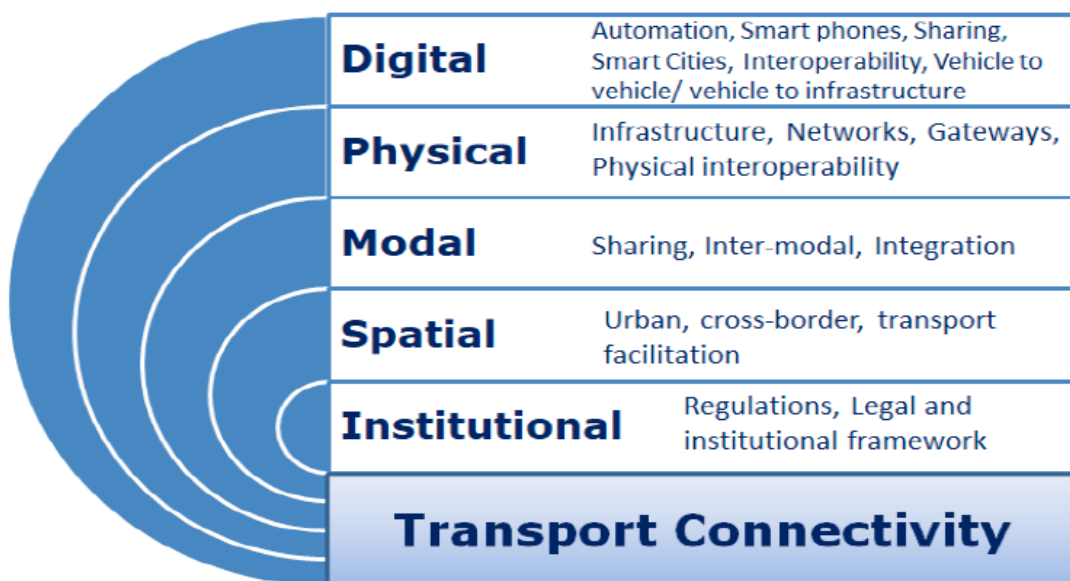 Digital
Automation, Smart phones, Sharing,
Smart Cities, Interoperability, Vehicle to
vehicle/ vehicle to infrastructure
Physical
Infrastructure, Networks, Gateways,
Physical interoperability
Modal
Sharing, Inter-modal, Integration
Spatial
Urban, cross-border, transport
facilitation
Institutional
Regulations, Legal and
institutional framework
Transport Connectivity